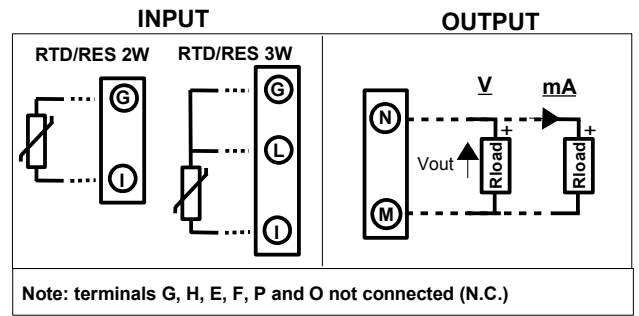 INPUT
OUTPUT
RTD/RES 2W
RTD/RES 3W
G
I
G
L
I
V
mA
N
M
Vout
+
Rload
+
Rload
Note: terminals G, H, E, F, P and O not connected (N.C.)